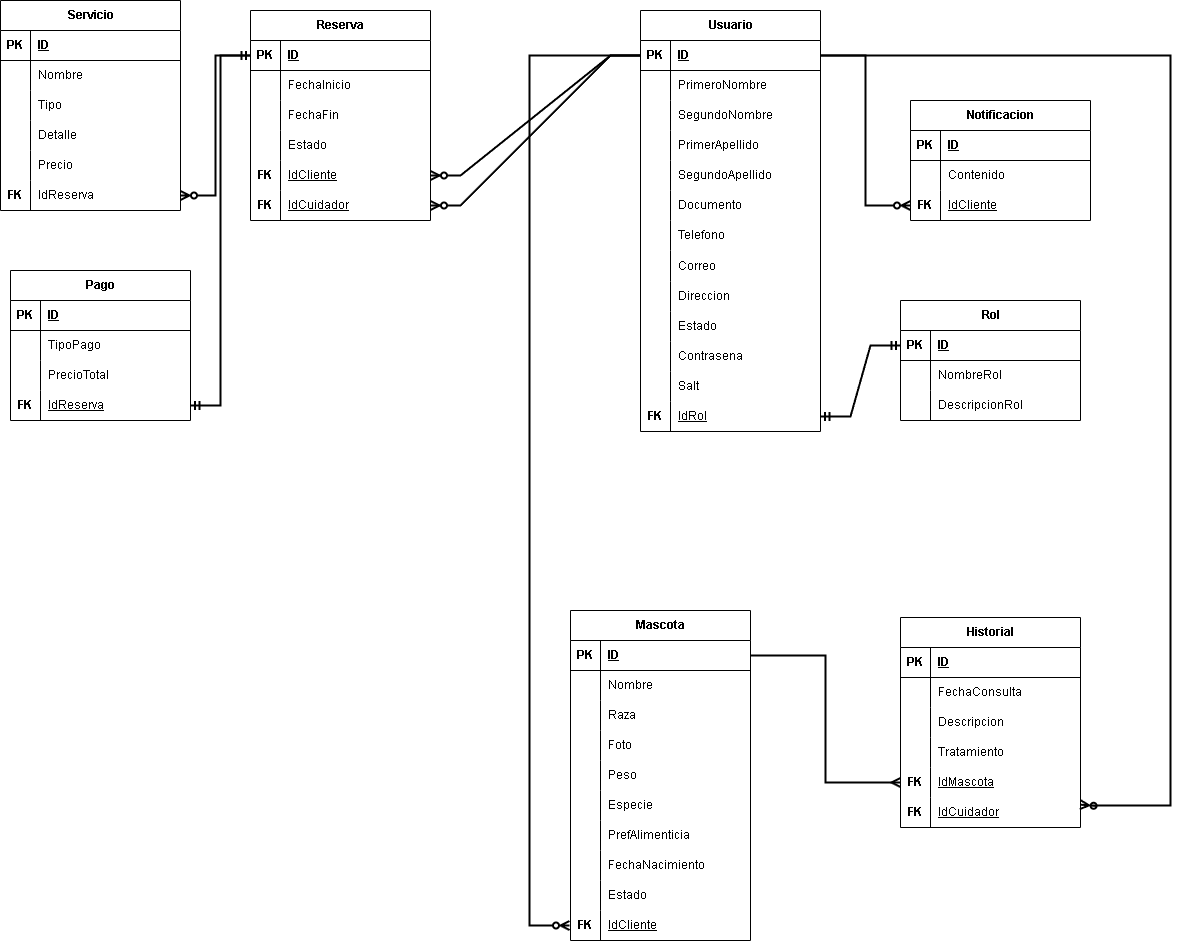 Servicio
PK ID
Nombre
Tipo
Detalle
Precio
FK IdReserva
Reserva
PK ID
FechaInicio
FechaFin
Estado
FK IdCliente
FK IdCuidador
Usuario
PK ID
PrimeroNombre
SegundoNombre
PrimerApellido
SegundoApellido
Documento
Telefono
Correo
Direccion
Estado
Contrasena
Salt
FK IdRol
Notificacion
PK ID
Contenido
FK IdCliente
Pago
PK ID
TipoPago
PrecioTotal
FK IdReserva
Rol
PK ID
NombreRol
DescripcionRol
Mascota
PK ID
Nombre
Raza
Foto
Peso
Especie
PrefAlimenticia
FechaNacimiento
Estado
FK IdCliente
Historial
PK ID
FechaConsulta
Descripcion
Tratamiento
FK IdMascota
FK IdCuidador